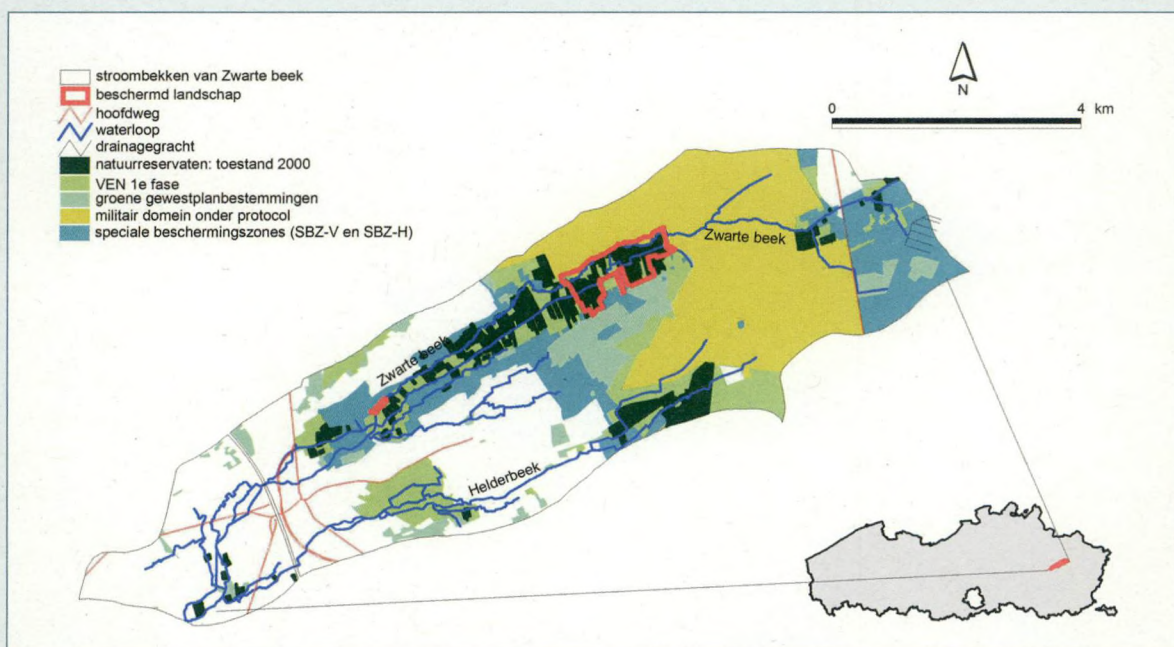 stroombekken van Zwarte beek
beschermd landschap
hoofdweg
waterloop
drainagegracht
natuurreservaten: toestand 2000
VEN 1e fase
groene gewestplanbestemmingen
militair domein onder protocol
speciale beschermingszones (SBZ-V en SBZ-H)
N
0 4 km
Zwarte beek
Zwarte beek
Helderbeek